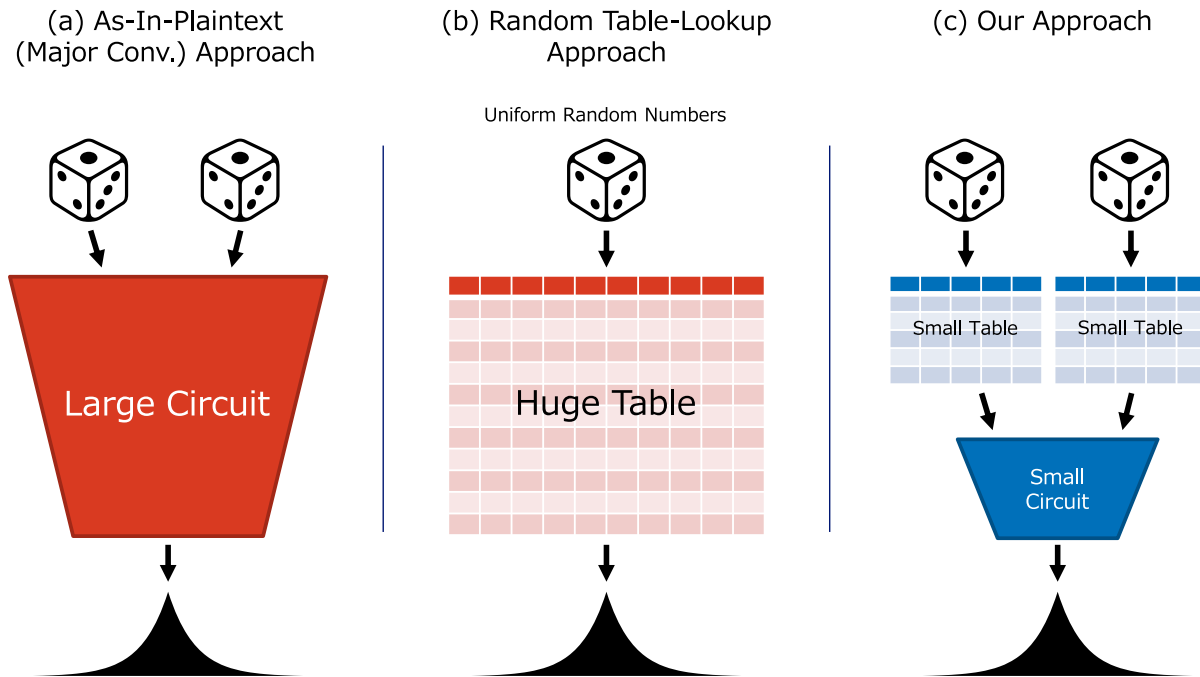 (a) As-In-Plaintext
(Major Conv.) Approach
(b) Random Table-Lookup
Approach
(c) Our Approach
Uniform Random Numbers
Large Circuit
Huge Table
Small Table
Small Table
Small
Circuit